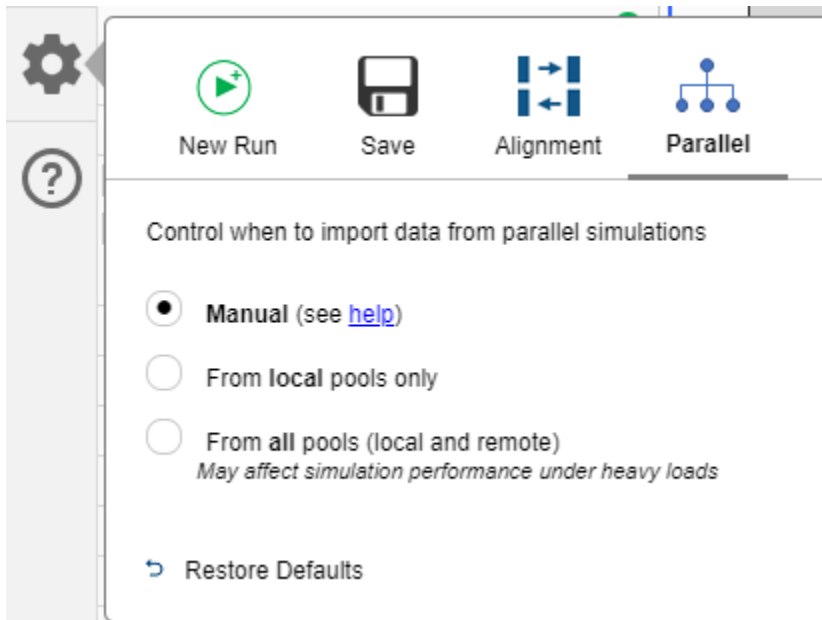 New Run
Save
Alignment
Parallel
Control when to import data from parallel simulations
Manual (see help)
From local pools only
From all pools (local and remote)
May affect simulation performance under heavy loads
Restore Defaults